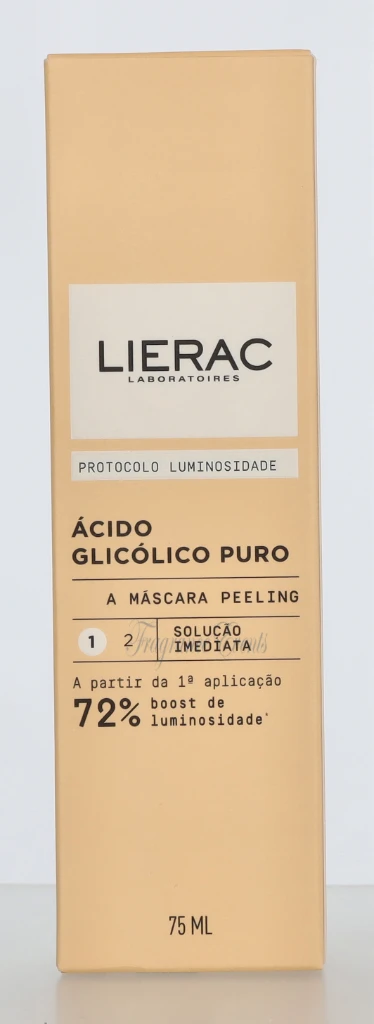 LIERAC
LABORATOIRES
PROTOCOLO LUMINOSIDADE
ÁCIDO
GLICÓLICO PURO
A MÁSCARA PEELING
1 2 SOLUÇÃO
IMEDIATA
A partir da 1ª aplicação
72% boost de
luminosidade*
75 ML